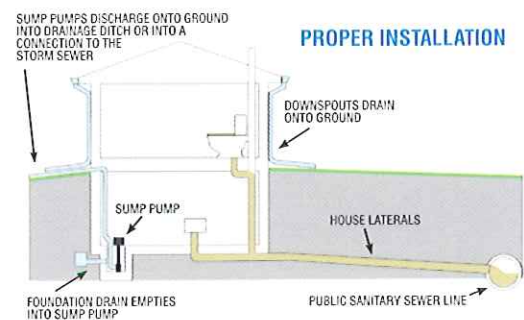 SUMP PUMPS DISCHARGE ONTO GROUND
INTO DRAINAGE DITCH OR INTO A
CONNECTION TO THE
STORM SEWER
PROPER INSTALLATION
DOWNSPOUTS DRAIN
ONTO GROUND
SUMP PUMP
HOUSE LATERALS
FOUNDATION DRAIN EMPTIES
INTO SUMP PUMP
PUBLIC SANITARY SEWER LINE